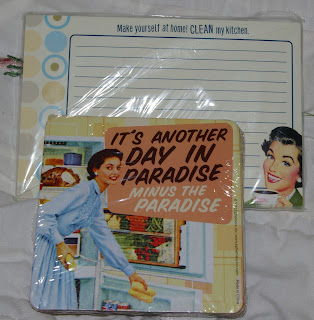 Make yourself at home! CLEAN my kitchen.
IT'S ANOTHER
DAY IN
PARADISE
MINUS THE
PARADISE